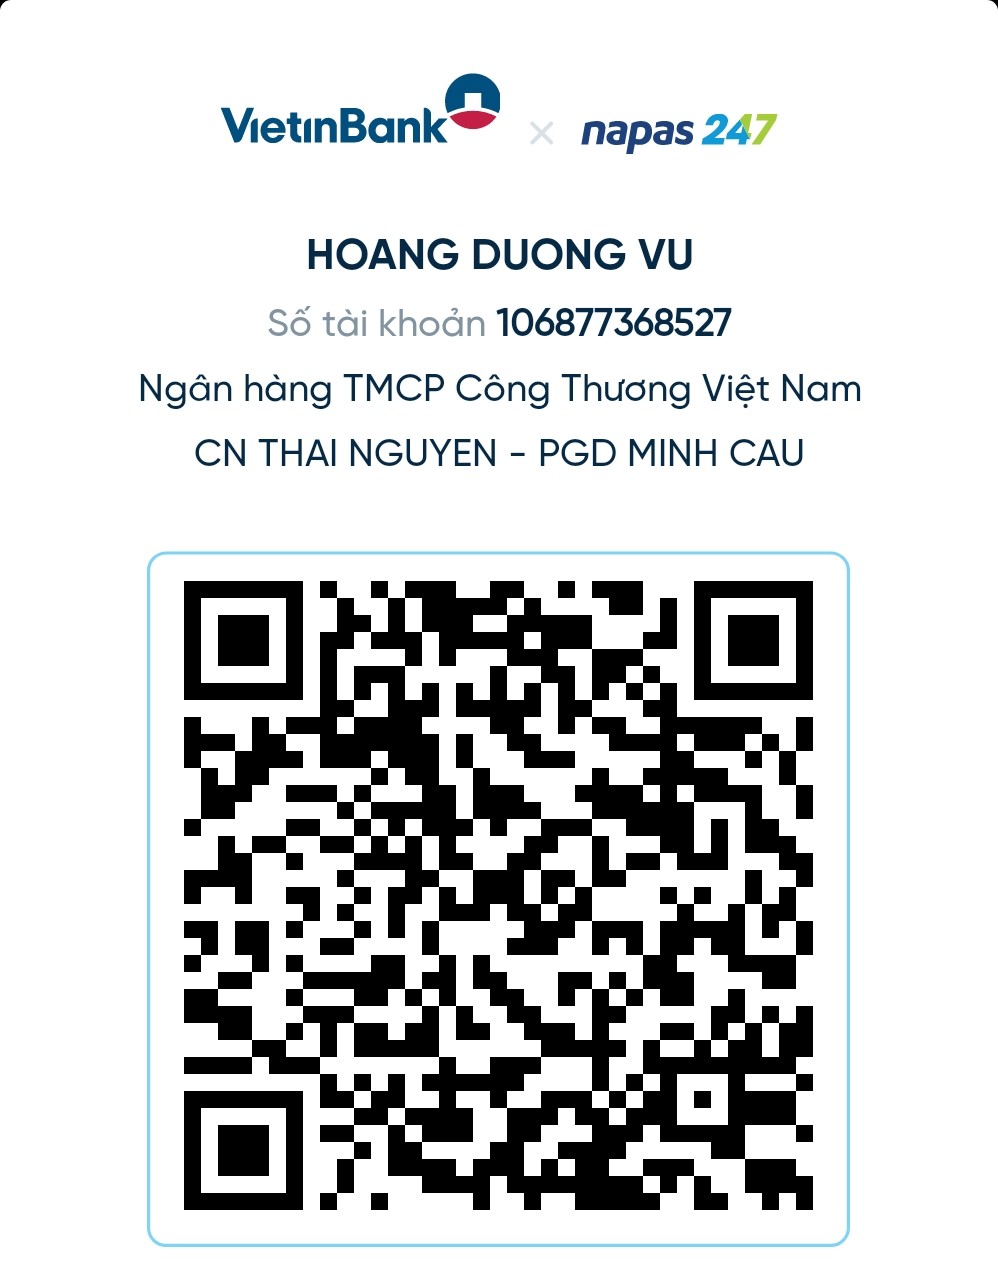 VietinBank × napas 247
HOANG DUONG VU
Số tài khoản 106877368527
Ngân hàng TMCP Công Thương Việt Nam
CN THAI NGUYEN - PGD MINH CAU